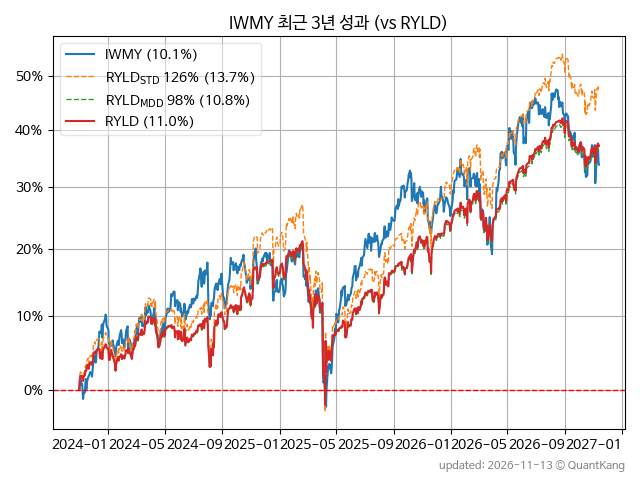 IWMY 최근 3년 성과 (vs RYLD)
IWMY (10.1%)
RYLD_STD 126% (13.7%)
RYLD_MDD 98% (10.8%)
RYLD (11.0%)
50%
40%
30%
20%
10%
0%
2024-01 2024-05 2024-09 2025-01 2025-05 2025-09 2026-01 2026-05 2026-09 2027-01
updated: 2026-11-13 © QuantKang